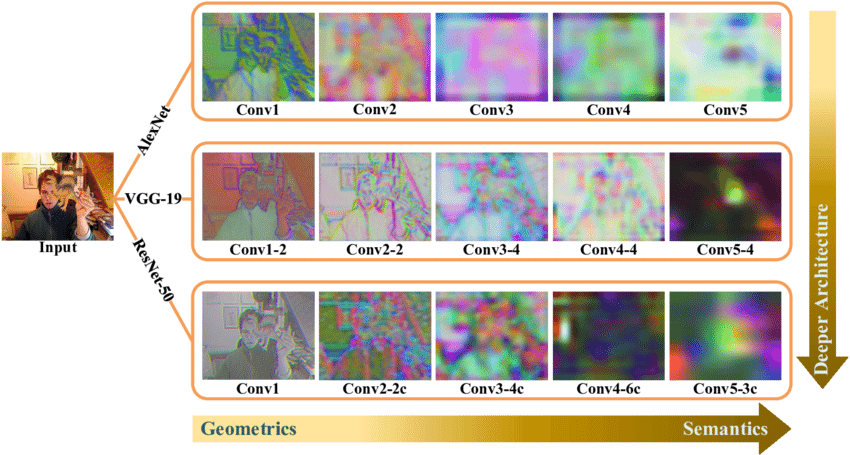 AlexNet
Conv1 Conv2 Conv3 Conv4 Conv5
Input
VGG-19
Conv1-2 Conv2-2 Conv3-4 Conv4-4 Conv5-4
ResNet-50
Conv1 Conv2-2c Conv3-4c Conv4-6c Conv5-3c
Geometrics Semantics
Deeper Architecture